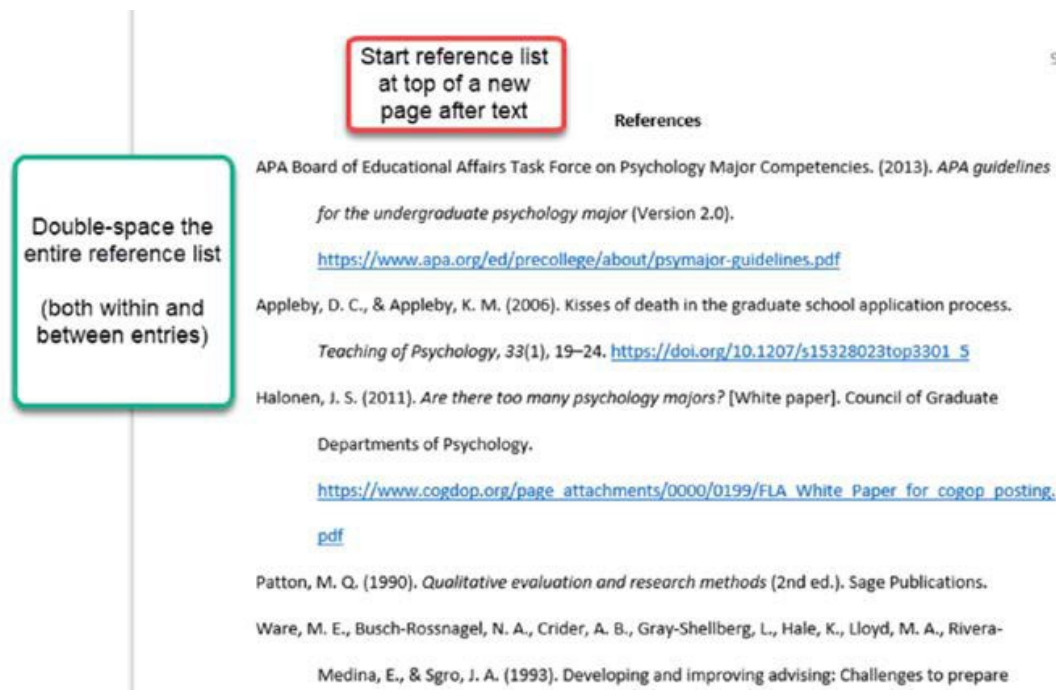 Start reference list
at top of a new
page after text
References
Double-space the
entire reference list
(both within and
between entries)
APA Board of Educational Affairs Task Force on Psychology Major Competencies. (2013). APA guidelines
for the undergraduate psychology major (Version 2.0).
https://www.apa.org/ed/precollege/about/psymajor-guidelines.pdf
Appleby, D. C., & Appleby, K. M. (2006). Kisses of death in the graduate school application process.
Teaching of Psychology, 33(1), 19–24. https://doi.org/10.1207/s15328023top3301_5
Halonen, J. S. (2011). Are there too many psychology majors? [White paper]. Council of Graduate
Departments of Psychology.
https://www.cogdop.org/page_attachments/0000/0199/FLA_White_Paper_for_cogop_posting.
pdf
Patton, M. Q. (1990). Qualitative evaluation and research methods (2nd ed.). Sage Publications.
Ware, M. E., Busch-Rossnagel, N. A., Crider, A. B., Gray-Shellberg, L., Hale, K., Lloyd, M. A., Rivera-
Medina, E., & Sgro, J. A. (1993). Developing and improving advising: Challenges to prepare